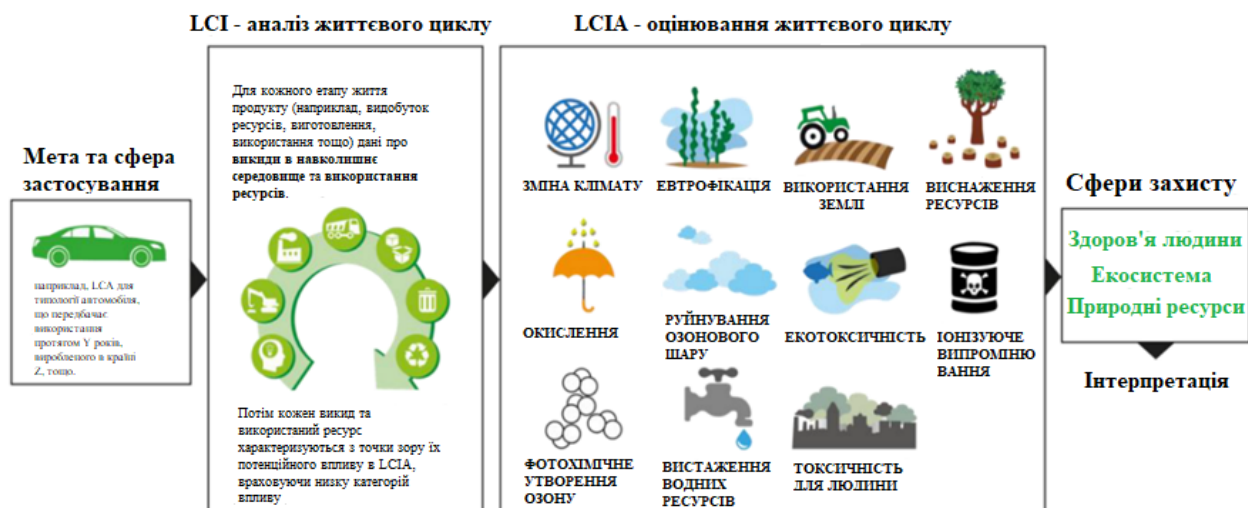 LCI - аналіз життєвого циклу
LCIA - оцінювання життєвого циклу
Мета та сфера
застосування
наприклад, LCA для
типології автомобіля,
що передбачає
використання
протягом Y років,
виробленого в країні
Z, тощо.
Для кожного етапу життя
продукту (наприклад, видобуток
ресурсів, виготовлення,
використання тощо) дані про
викиди в навколишнє
середовище та використання
ресурсів.
Потім кожен викид та
використаний ресурс
характеризуються з точки зору їх
потенційного впливу в LCIA,
враховуючи низку категорій
впливу
ЗМІНА КЛІМАТУ
ЕВТРОФІКАЦІЯ
ВИКОРИСТАННЯ
ЗЕМЛІ
ВИСНАЖЕННЯ
РЕСУРСІВ
ОКИСЛЕННЯ
РУЙНУВАННЯ
ОЗОНОВОГО
ШАРУ
ЕКОТОКСИЧНІСТЬ
ІОНІЗУЮЧЕ
ВИПРОМІНЮ
ВАННЯ
ФОТОХІМІЧНЕ
УТВОРЕННЯ
ОЗОНУ
ВИСТАЖЕННЯ
ВОДНИХ
РЕСУРСІВ
ТОКСИЧНІСТЬ
ДЛЯ ЛЮДИНИ
Сфери захисту
Здоров'я людини
Екосистема
Природні ресурси
Інтерпретація